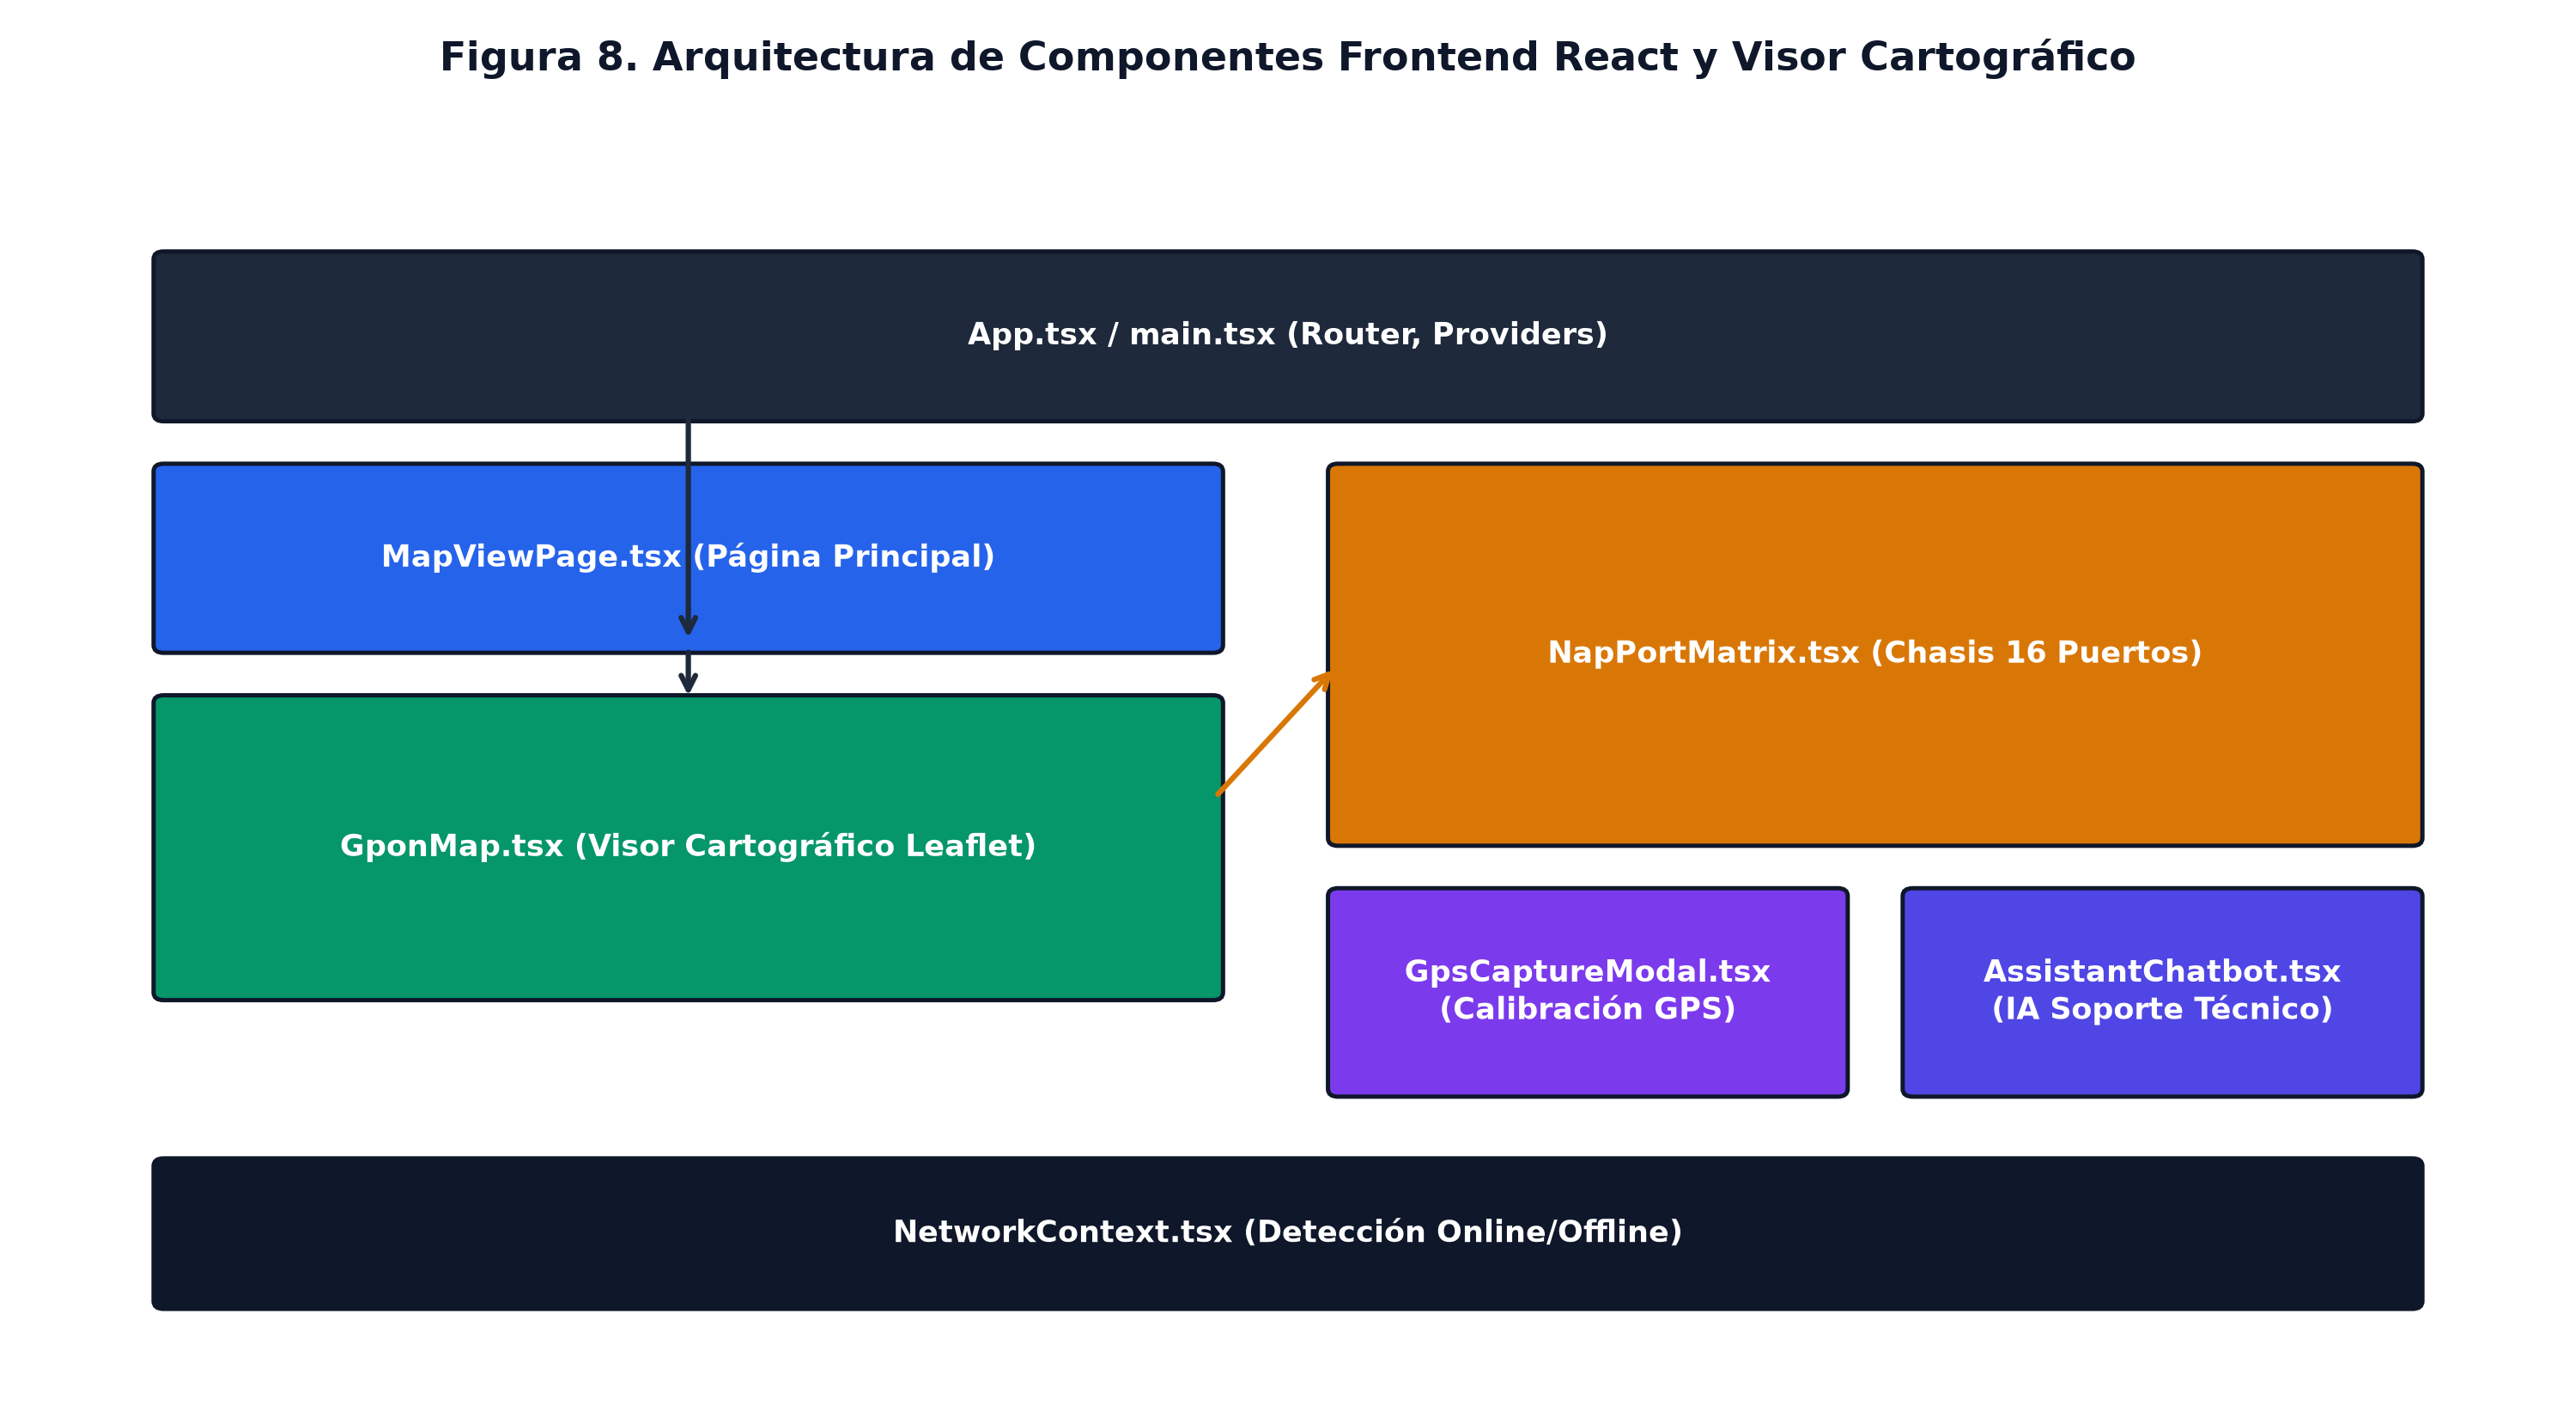 Figura 8. Arquitectura de Componentes Frontend React y Visor Cartográfico
App.tsx / main.tsx (Router, Providers)
MapViewPage.tsx (Página Principal)
NapPortMatrix.tsx (Chasis 16 Puertos)
GponMap.tsx (Visor Cartográfico Leaflet)
GpsCaptureModal.tsx
(Calibración GPS)
AssistantChatbot.tsx
(IA Soporte Técnico)
NetworkContext.tsx (Detección Online/Offline)